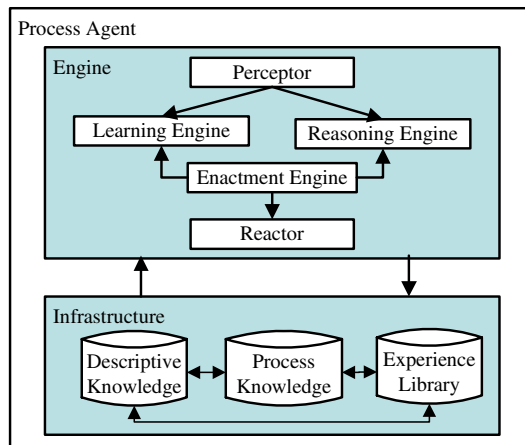 Process Agent
Engine
Perceptor
Learning Engine
Reasoning Engine
Enactment Engine
Reactor
Infrastructure
Descriptive
Knowledge
Process
Knowledge
Experience
Library